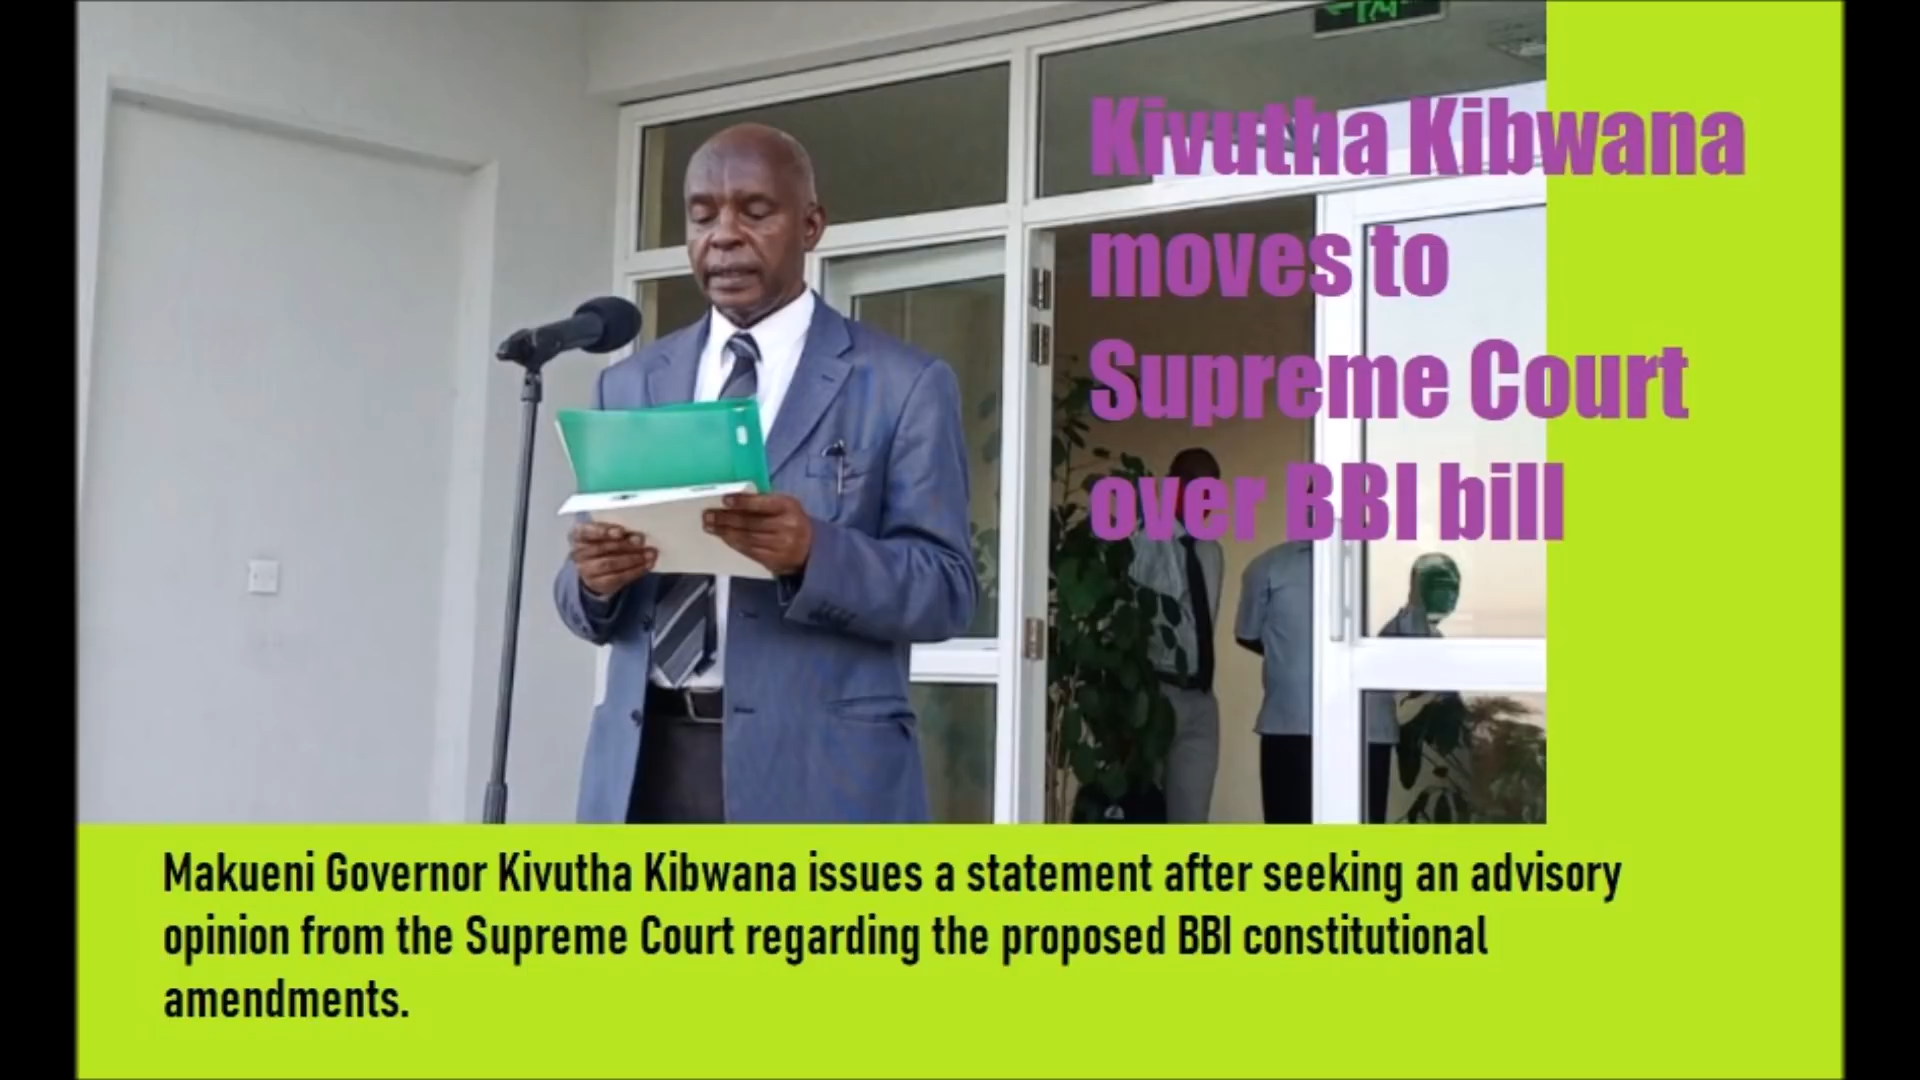 Kivutha Kibwana
moves to
Supreme Court
over BBI bill
Makueni Governor Kivutha Kibwana issues a statement after seeking an advisory
opinion from the Supreme Court regarding the proposed BBI constitutional
amendments.